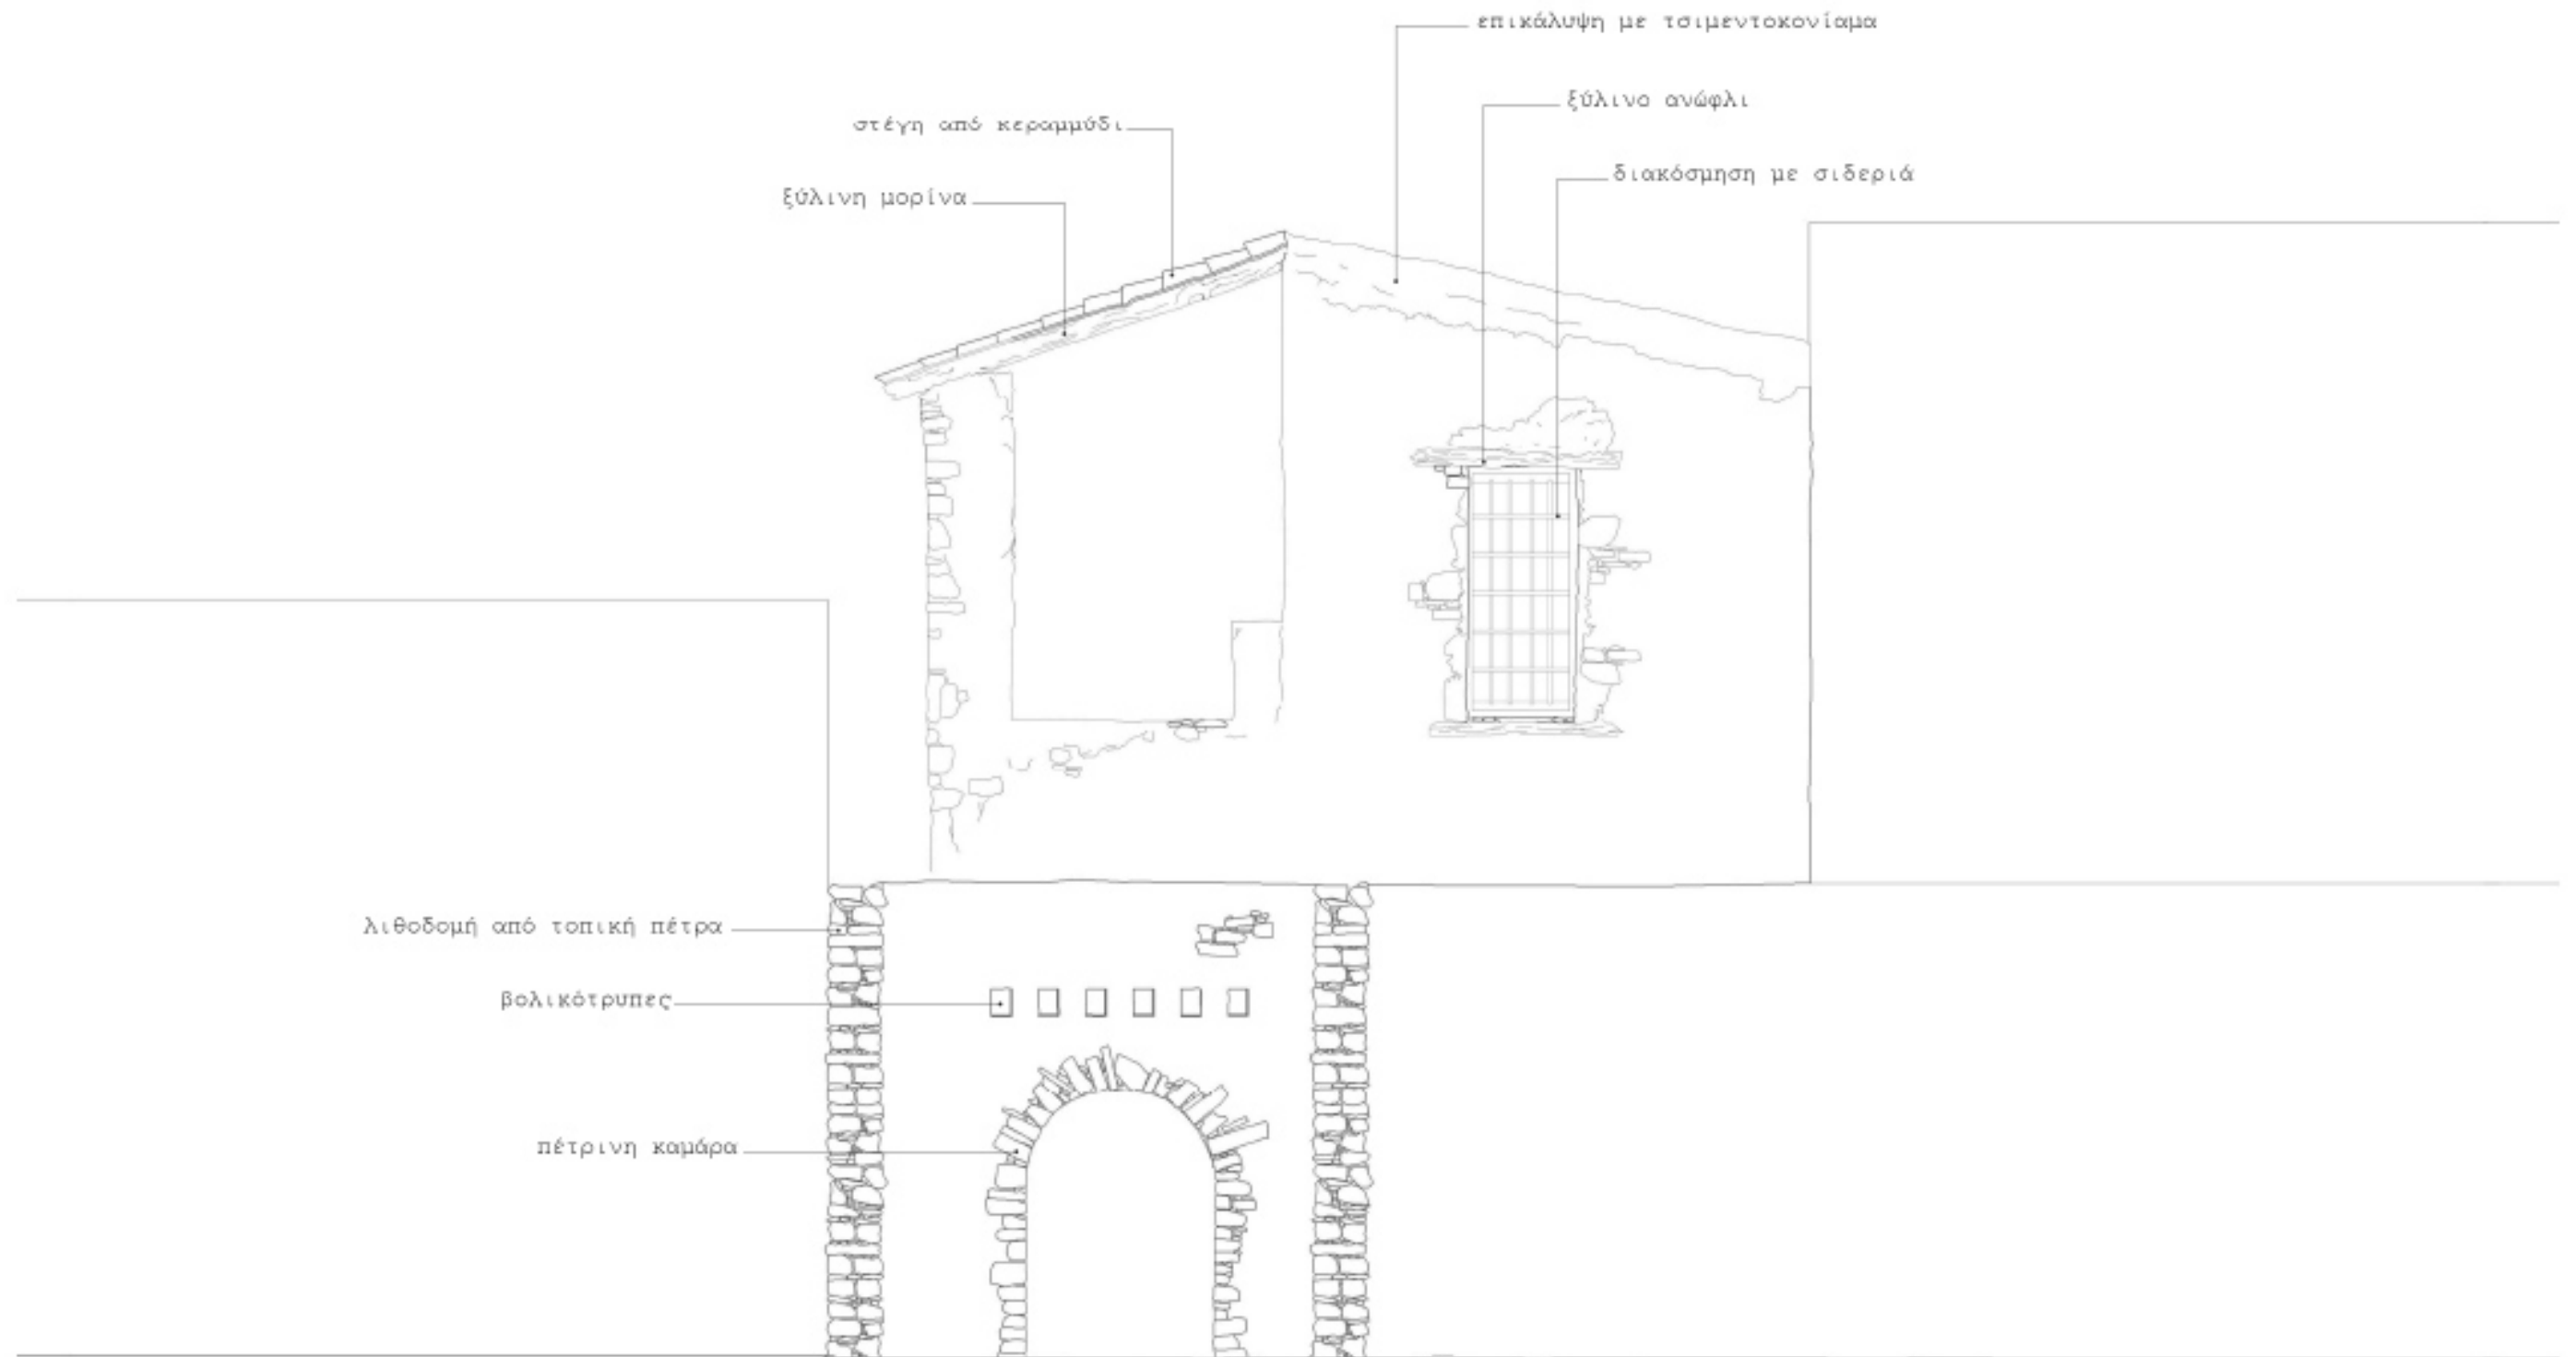 επικάλυψη με τσιμεντοκονίαμα
ξύλινο ανώφλι
στέγη από κεραμμύδι
διακόσμηση με σιδεριά
ξύλινη μορίνα
λιθοδομή από τοπική πέτρα
βολικότρυπες
πέτρινη καμάρα